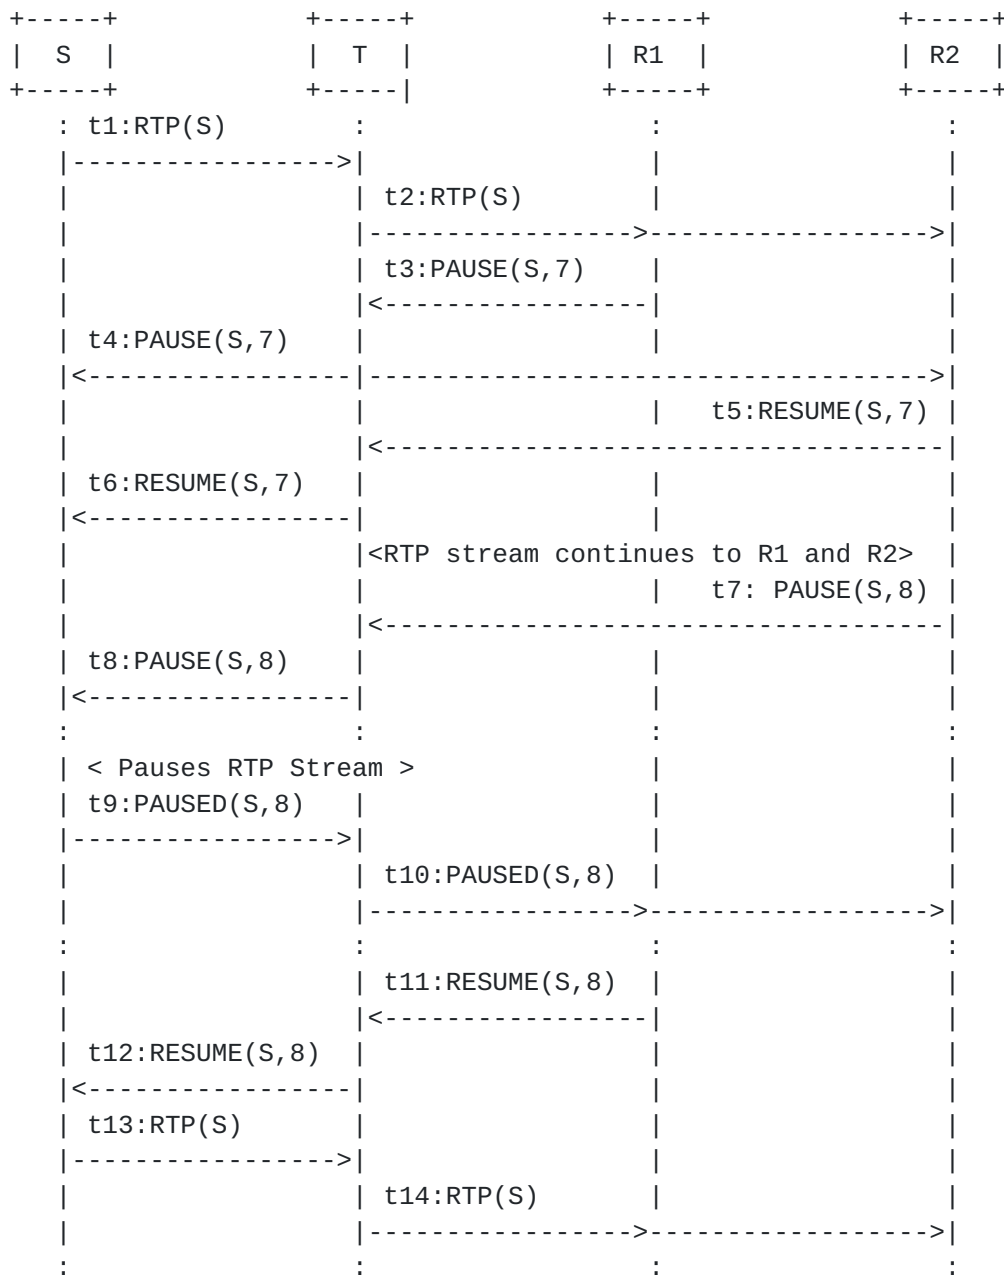 +-----+            +-----+            +-----+            +-----+
|  S  |            |  T  |            | R1  |            | R2  |
+-----+            +-----|            +-----+            +-----+
   : t1:RTP(S)        :                  :                  :
   |----------------->|                  |                  |
   |                  | t2:RTP(S)        |                  |
   |                  |----------------->------------------>|
   |                  | t3:PAUSE(S,7)    |                  |
   |                  |<-----------------|                  |
   | t4:PAUSE(S,7)    |                  |                  |
   |<-----------------|------------------------------------>|
   |                  |                  |   t5:RESUME(S,7) |
   |                  |<------------------------------------|
   | t6:RESUME(S,7)   |                  |                  |
   |<-----------------|                  |                  |
   |                  |<RTP stream continues to R1 and R2>  |
   |                  |                  |   t7: PAUSE(S,8) |
   |                  |<------------------------------------|
   | t8:PAUSE(S,8)    |                  |                  |
   |<-----------------|                  |                  |
   :                  :                  :                  :
   | < Pauses RTP Stream >               |                  |
   | t9:PAUSED(S,8)   |                  |                  |
   |----------------->|                  |                  |
   |                  | t10:PAUSED(S,8)  |                  |
   |                  |----------------->------------------>|
   :                  :                  :                  :
   |                  | t11:RESUME(S,8)  |                  |
   |                  |<-----------------|                  |
   | t12:RESUME(S,8)  |                  |                  |
   |<-----------------|                  |                  |
   | t13:RTP(S)       |                  |                  |
   |----------------->|                  |                  |
   |                  | t14:RTP(S)       |                  |
   |                  |----------------->------------------>|
   :                  :                  :                  :